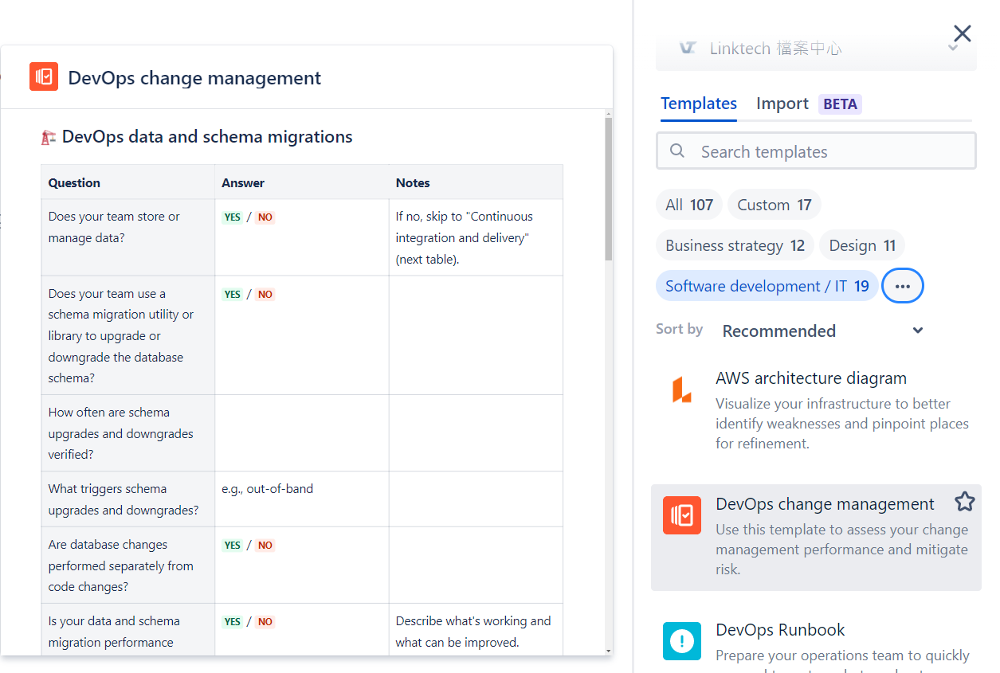 DevOps change management
DevOps data and schema migrations
Question Answer Notes
Does your team store or
manage data?
YES / NO
If no, skip to "Continuous
integration and delivery"
(next table).
Does your team use a
schema migration utility or
library to upgrade or
downgrade the database
schema?
YES / NO
How often are schema
upgrades and downgrades
verified?
What triggers schema
upgrades and downgrades?
e.g., out-of-band
Are database changes
performed separately from
code changes?
YES / NO
Is your data and schema
migration performance
YES / NO
Describe what's working and
what can be improved.
Linktech 檔案中心
Templates Import BETA
Search templates
All 107 Custom 17
Business strategy 12 Design 11
Software development / IT 19
Sort by Recommended
AWS architecture diagram
Visualize your infrastructure to better
identify weaknesses and pinpoint places
for refinement.
DevOps change management
Use this template to assess your change
management performance and mitigate
risk.
DevOps Runbook
Prepare your operations team to quickly